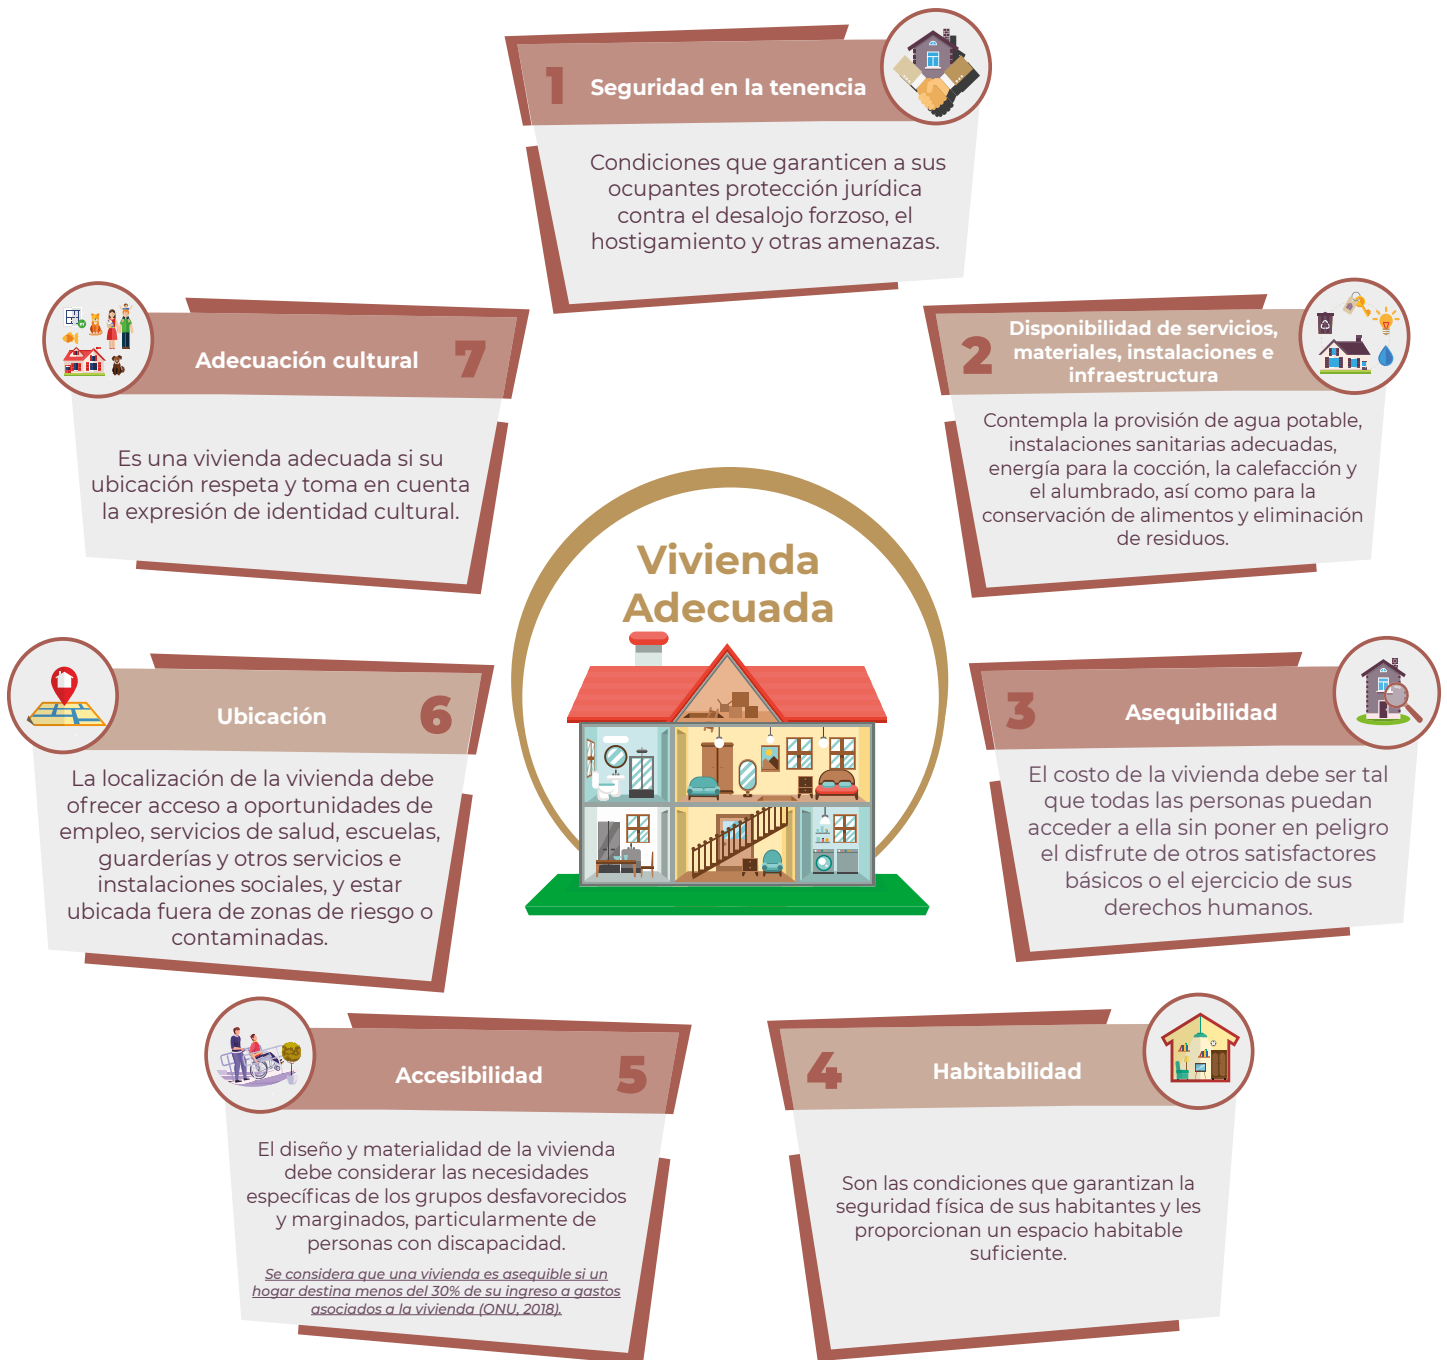 1
Seguridad en la tenencia
Condiciones que garanticen a sus
ocupantes protección jurídica
contra el desalojo forzoso, el
hostigamiento y otras amenazas.
2
Disponibilidad de servicios,
materiales, instalaciones e
infraestructura
Contempla la provisión de agua potable,
instalaciones sanitarias adecuadas,
energía para la cocción, la calefacción y
el alumbrado, así como para la
conservación de alimentos y eliminación
de residuos.
3
Asequibilidad
El costo de la vivienda debe ser tal
que todas las personas puedan
acceder a ella sin poner en peligro
el disfrute de otros satisfactores
básicos o el ejercicio de sus
derechos humanos.
4
Habitabilidad
Son las condiciones que garantizan la
seguridad física de sus habitantes y les
proporcionan un espacio habitable
suficiente.
5
Accesibilidad
El diseño y materialidad de la vivienda
debe considerar las necesidades
específicas de los grupos desfavorecidos
y marginados, particularmente de
personas con discapacidad.
Se considera que una vivienda es asequible si un
hogar destina menos del 30% de su ingreso a gastos
asociados a la vivienda (ONU, 2018).
6
Ubicación
La localización de la vivienda debe
ofrecer acceso a oportunidades de
empleo, servicios de salud, escuelas,
guarderías y otros servicios e
instalaciones sociales, y estar
ubicada fuera de zonas de riesgo o
contaminadas.
7
Adecuación cultural
Es una vivienda adecuada si su
ubicación respeta y toma en cuenta
la expresión de identidad cultural.
Vivienda
Adecuada